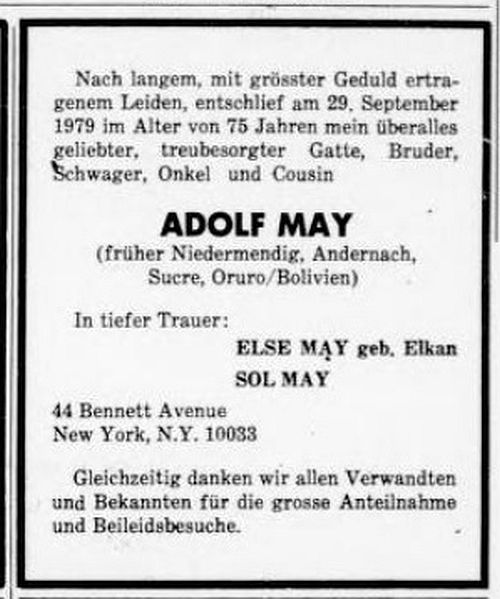 Nach langem, mit grösster Geduld ertra-
genem Leiden, entschlief am 29. September
1979 im Alter von 75 Jahren mein überalles
geliebter, treubesorgter Gatte, Bruder,
Schwager, Onkel und Cousin
ADOLF MAY
(früher Niedermendig, Andernach,
Sucre, Oruro/Bolivien)
In tiefer Trauer:
ELSE MAY geb. Elkan
SOL MAY
44 Bennett Avenue
New York, N.Y. 10033
Gleichzeitig danken wir allen Verwandten
und Bekannten für die grosse Anteilnahme
und Beileidsbesuche.